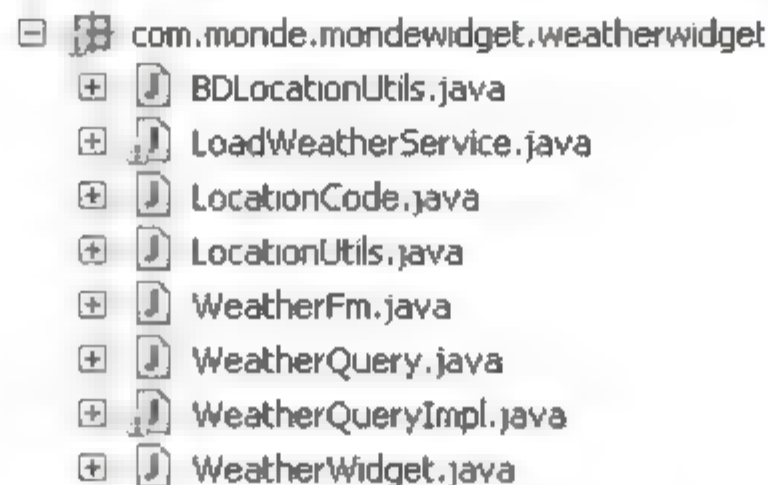 com.monde.mondewidget.weatherwidget
BDLocationUtils.java
LoadWeatherService.java
LocationCode.java
LocationUtils.java
WeatherFm.java
WeatherQuery.java
WeatherQueryImpl.java
WeatherWidget.java